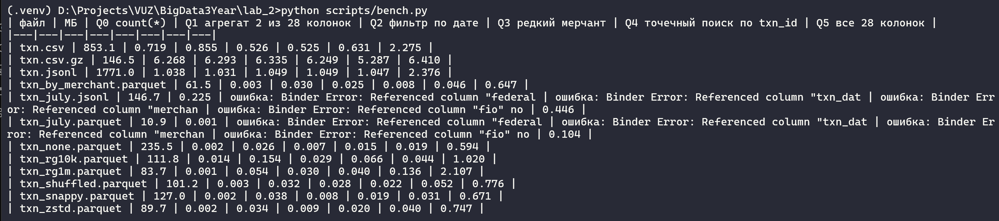 (.venv) D:\Projects\VUZ\BigData3Year\lab_2>python scripts/bench.py
| файл | МБ | Q0 count(*) | Q1 агрегат 2 из 28 колонок | Q2 фильтр по дате | Q3 редкий мерчант | Q4 точечный поиск по txn_id | Q5 все 28 колонок |
|---|---|---|---|---|---|---|---|
| txn.csv | 853.1 | 0.719 | 0.855 | 0.526 | 0.525 | 0.631 | 2.275 |
| txn.csv.gz | 146.5 | 6.268 | 6.293 | 6.335 | 6.249 | 5.287 | 6.410 |
| txn.jsonl | 1771.0 | 1.038 | 1.031 | 1.049 | 1.049 | 1.047 | 2.376 |
| txn_by_merchant.parquet | 61.5 | 0.003 | 0.030 | 0.025 | 0.008 | 0.046 | 0.647 |
| txn_july.jsonl | 146.7 | 0.225 | ошибка: Binder Error: Referenced column "federal | ошибка: Binder Error: Referenced column "txn_dat | ошибка: Binder Err
or: Referenced column "merchan | ошибка: Binder Error: Referenced column "fio" no | 0.446 |
| txn_july.parquet | 10.9 | 0.001 | ошибка: Binder Error: Referenced column "federal | ошибка: Binder Error: Referenced column "txn_dat | ошибка: Binder Er
ror: Referenced column "merchan | ошибка: Binder Error: Referenced column "fio" no | 0.104 |
| txn_none.parquet | 235.5 | 0.002 | 0.026 | 0.007 | 0.015 | 0.019 | 0.594 |
| txn_rg10k.parquet | 111.8 | 0.014 | 0.154 | 0.029 | 0.066 | 0.044 | 1.020 |
| txn_rg1m.parquet | 83.7 | 0.001 | 0.054 | 0.030 | 0.040 | 0.136 | 2.107 |
| txn_shuffled.parquet | 101.2 | 0.003 | 0.032 | 0.028 | 0.022 | 0.052 | 0.776 |
| txn_snappy.parquet | 127.0 | 0.002 | 0.038 | 0.008 | 0.019 | 0.031 | 0.671 |
| txn_zstd.parquet | 89.7 | 0.002 | 0.034 | 0.009 | 0.020 | 0.040 | 0.747 |